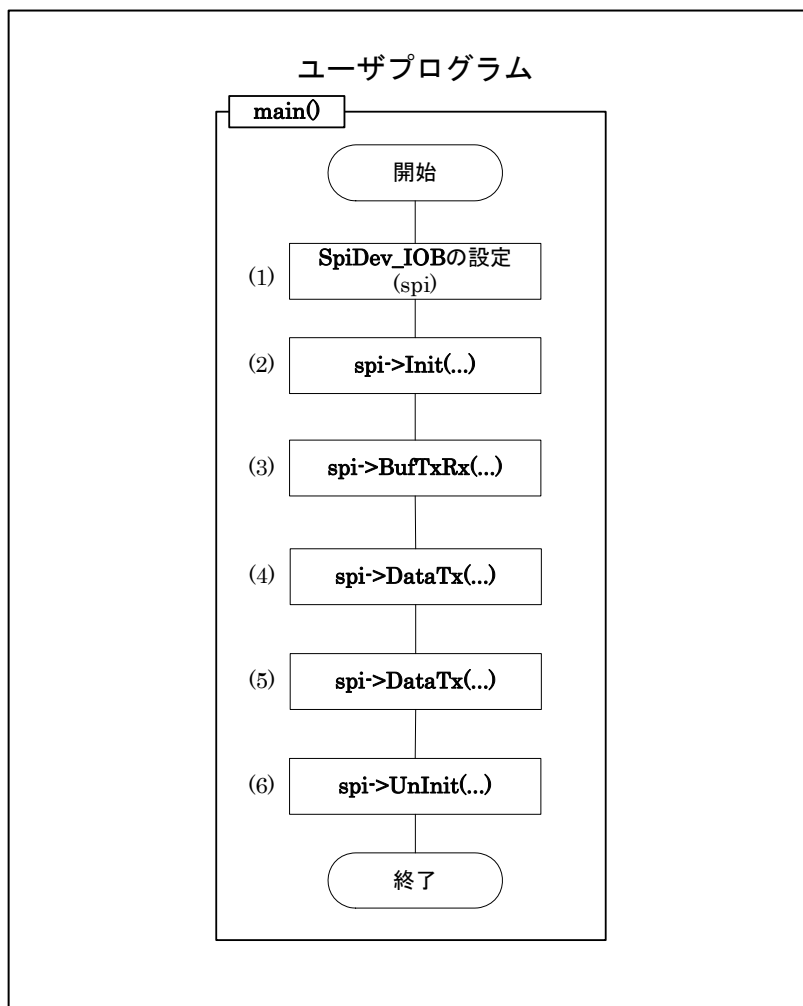 ユーザプログラム
main()
開始
(1)
SpiDev_IOBの設定
(spi)
(2)
spi->Init(...)
(3)
spi->BufTxRx(...)
(4)
spi->DataTx(...)
(5)
spi->DataTx(...)
(6)
spi->UnInit(...)
終了